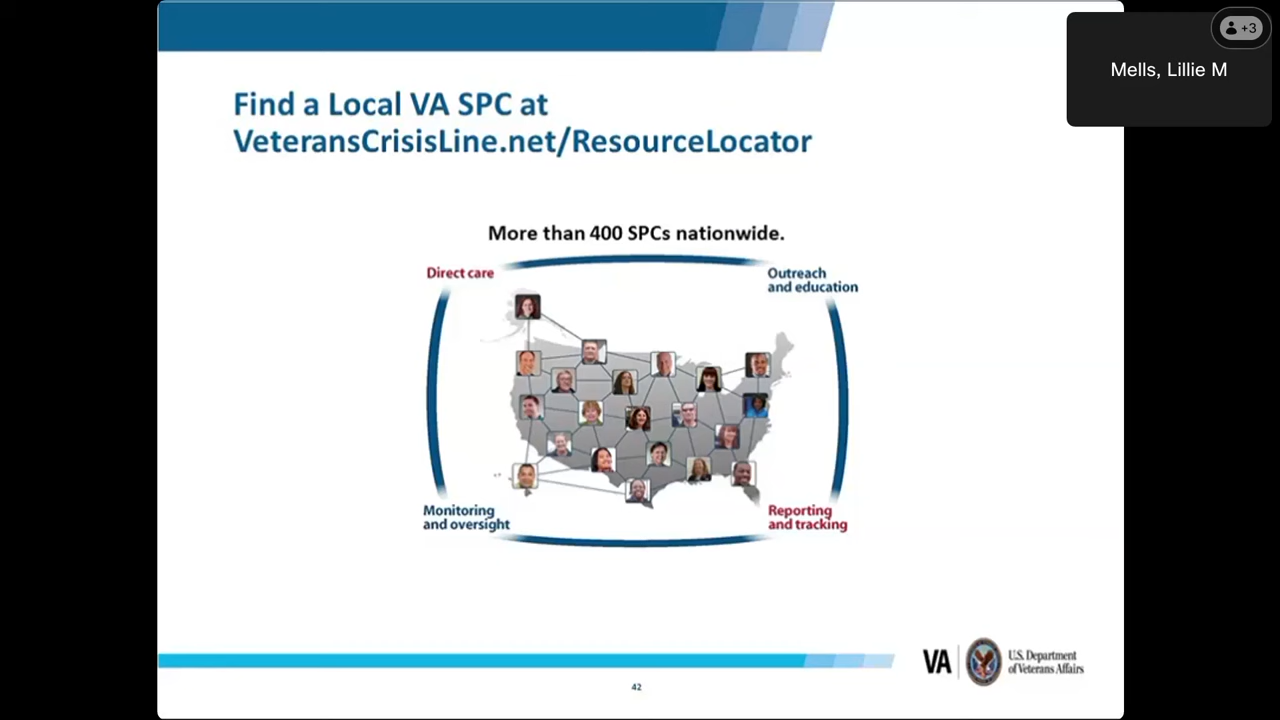 Find a Local VA SPC at
VeteransCrisisLine.net/ResourceLocator
+3
Mells, Lillie M
More than 400 SPCs nationwide.
Direct care
Outreach
and education
Monitoring
and oversight
Reporting
and tracking
VA
U.S. Department
of Veterans Affairs
42